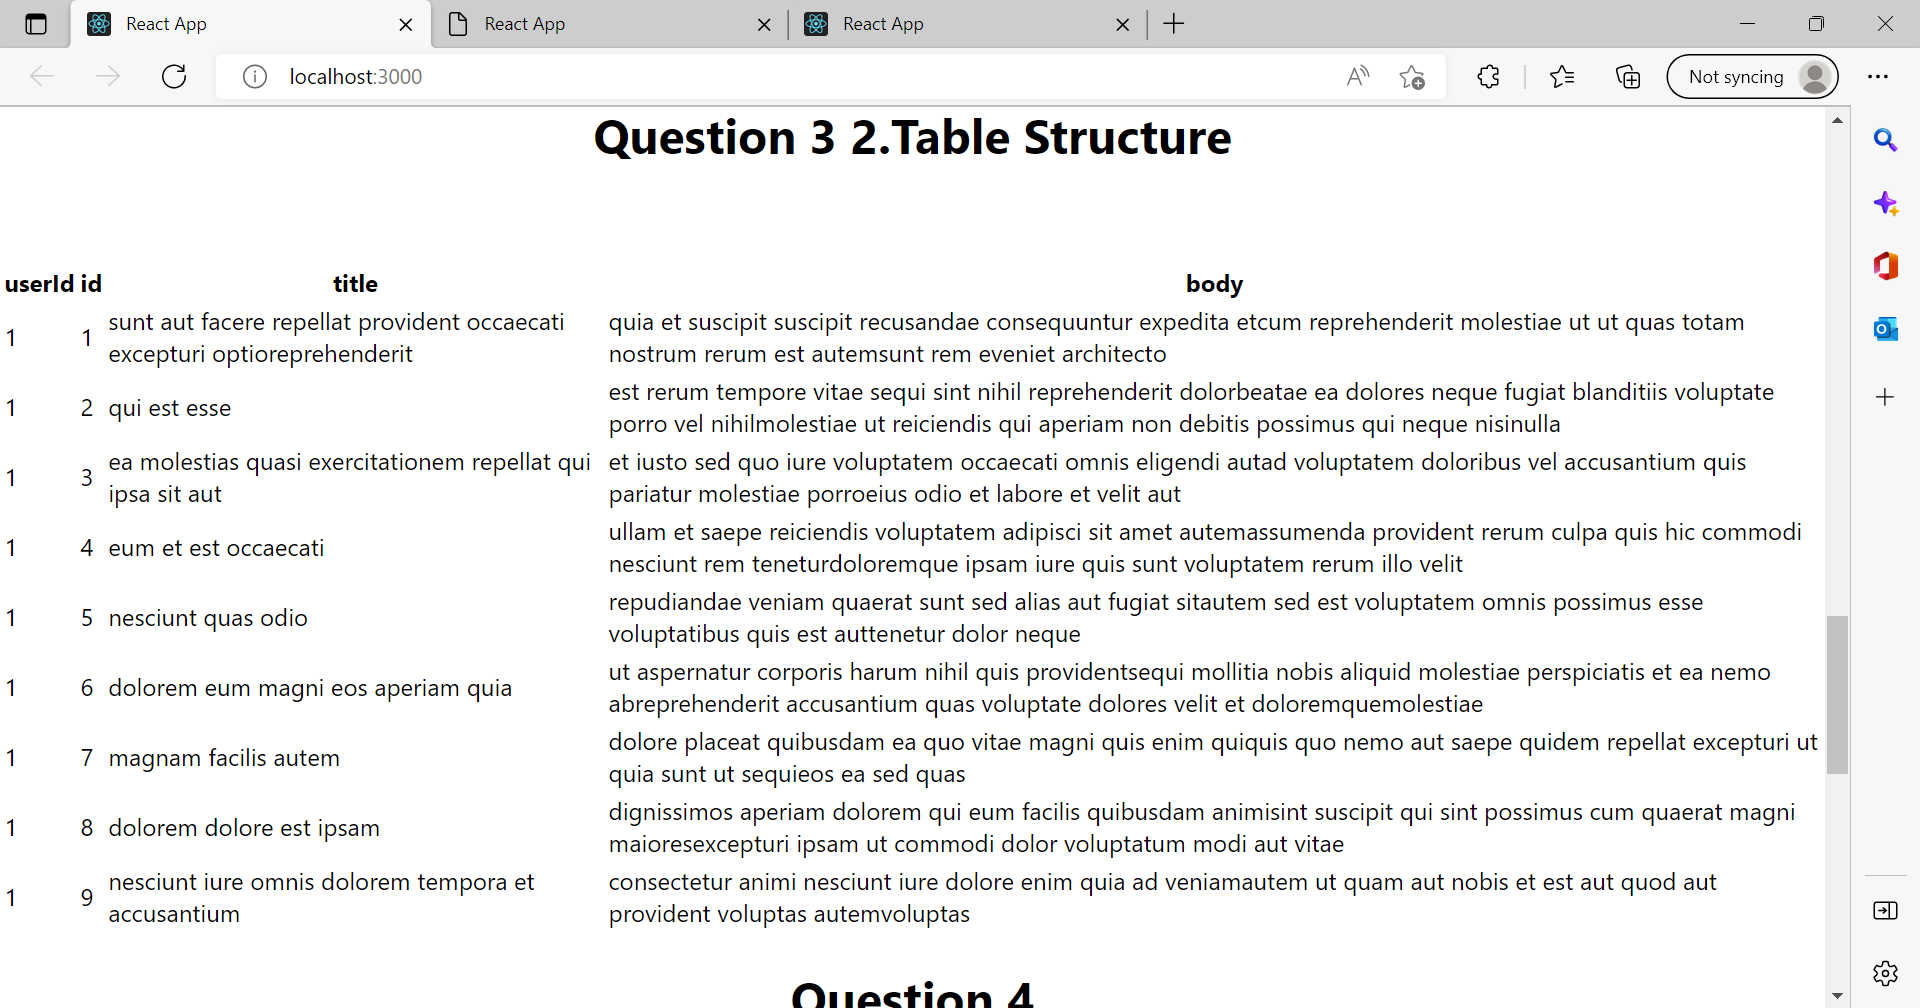 React App
React App
React App
localhost:3000
Not syncing
Question 3 2.Table Structure
userId id title body
1 1 sunt aut facere repellat provident occaecati
excepturi optioreprehenderit
quia et suscipit suscipit recusandae consequuntur expedita etcum reprehenderit molestiae ut ut quas totam
nostrum rerum est autemsunt rem eveniet architecto
1 2 qui est esse
est rerum tempore vitae sequi sint nihil reprehenderit dolorbeatae ea dolores neque fugiat blanditiis voluptate
porro vel nihilmolestiae ut reiciendis qui aperiam non debitis possimus qui neque nisinulla
1 3 ea molestias quasi exercitationem repellat qui
ipsa sit aut
et iusto sed quo iure voluptatem occaecati omnis eligendi autad voluptatem doloribus vel accusantium quis
pariatur molestiae porroeius odio et labore et velit aut
1 4 eum et est occaecati
ullam et saepe reiciendis voluptatem adipisci sit amet autemassumenda provident rerum culpa quis hic commodi
nesciunt rem teneturdoloremque ipsam iure quis sunt voluptatem rerum illo velit
1 5 nesciunt quas odio
repudiandae veniam quaerat sunt sed alias aut fugiat sitautem sed est voluptatem omnis possimus esse
voluptatibus quis est auttenetur dolor neque
1 6 dolorem eum magni eos aperiam quia
ut aspernatur corporis harum nihil quis providentsequi mollitia nobis aliquid molestiae perspiciatis et ea nemo
abreprehenderit accusantium quas voluptate dolores velit et doloremquemolestiae
1 7 magnam facilis autem
dolore placeat quibusdam ea quo vitae magni quis enim quiquis quo nemo aut saepe quidem repellat excepturi ut
quia sunt ut sequieos ea sed quas
1 8 dolorem dolore est ipsam
dignissimos aperiam dolorem qui eum facilis quibusdam animisint suscipit qui sint possimus cum quaerat magni
maioresexcepturi ipsam ut commodi dolor voluptatum modi aut vitae
1 9 nesciunt iure omnis dolorem tempora et
accusantium
consectetur animi nesciunt iure dolore enim quia ad veniamautem ut quam aut nobis et est aut quod aut
provident voluptas autemvoluptas
Question 4